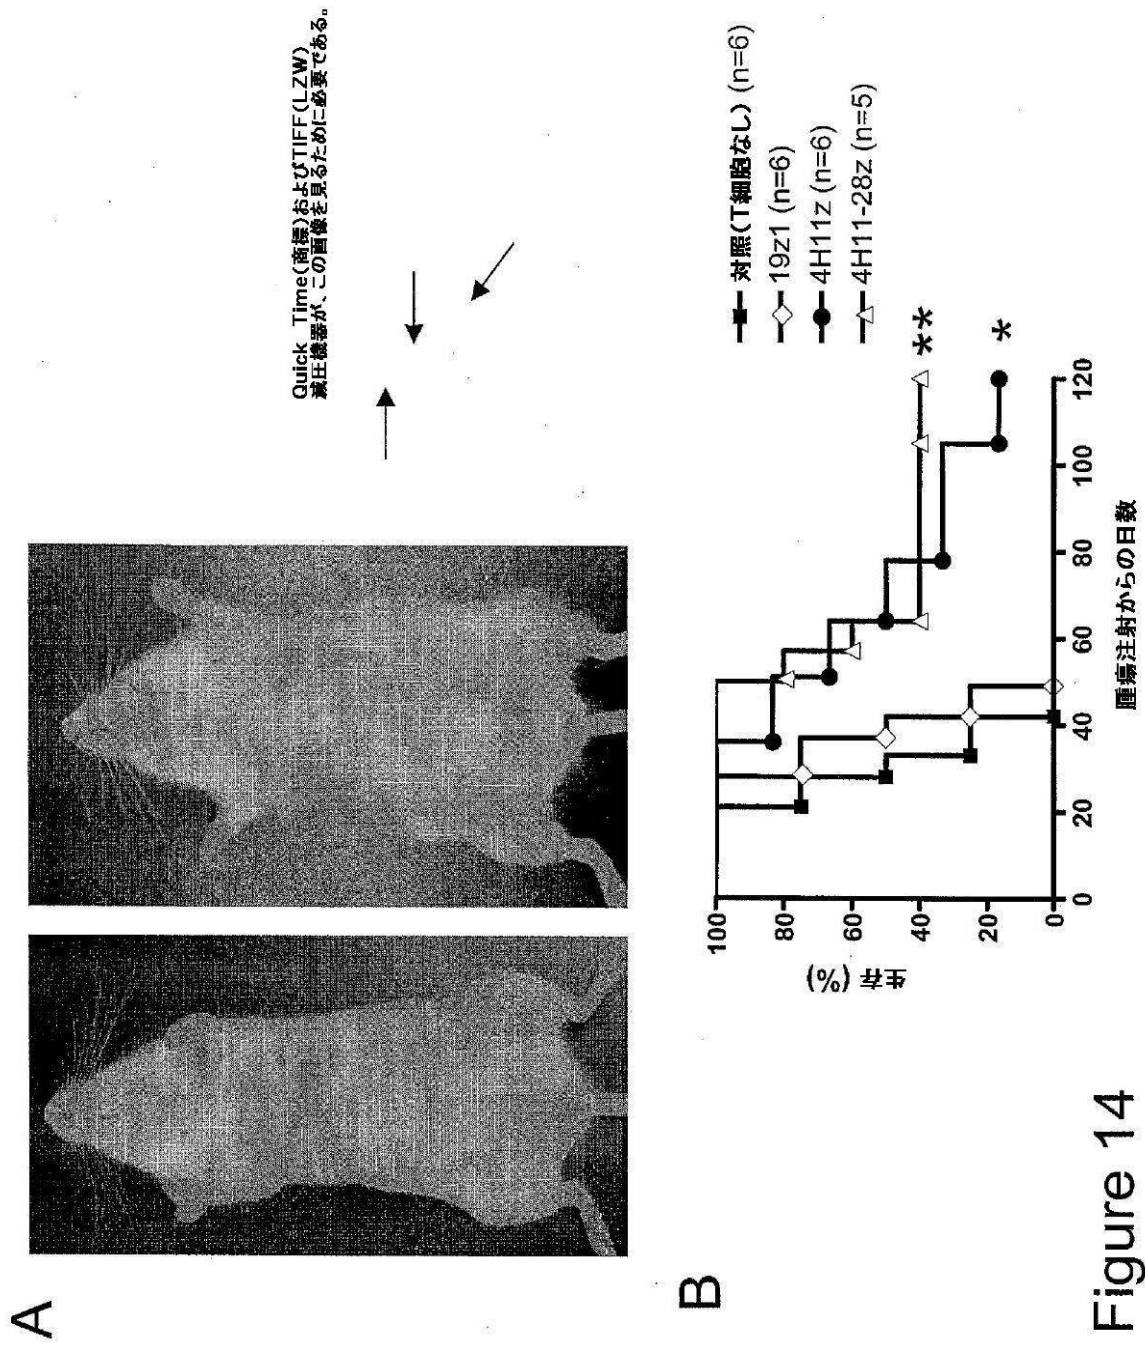 A
Quick Time(商標)およびTIFF(LZW)
減圧機器が、この画像を見るために必要である。
B
対照(T細胞なし) (n=6)
19z1 (n=6)
4H11z (n=6)
4H11-28z (n=5)
生存 (%)
100
80
60
40
20
0
**
*
0 20 40 60 80 100 120
腫瘍注射からの日数
Figure 14